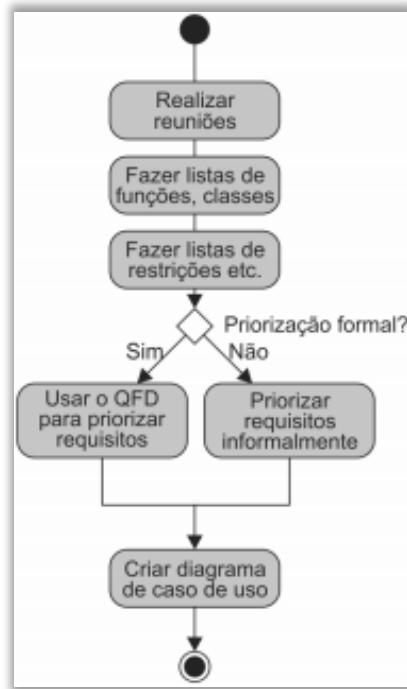 Realizar
reuniões
Fazer listas de
funções, classes
Fazer listas de
restrições etc.
Priorização formal?
Sim
Não
Usar o QFD
para priorizar
requisitos
Priorizar
requisitos
informalmente
Criar diagrama
de caso de uso